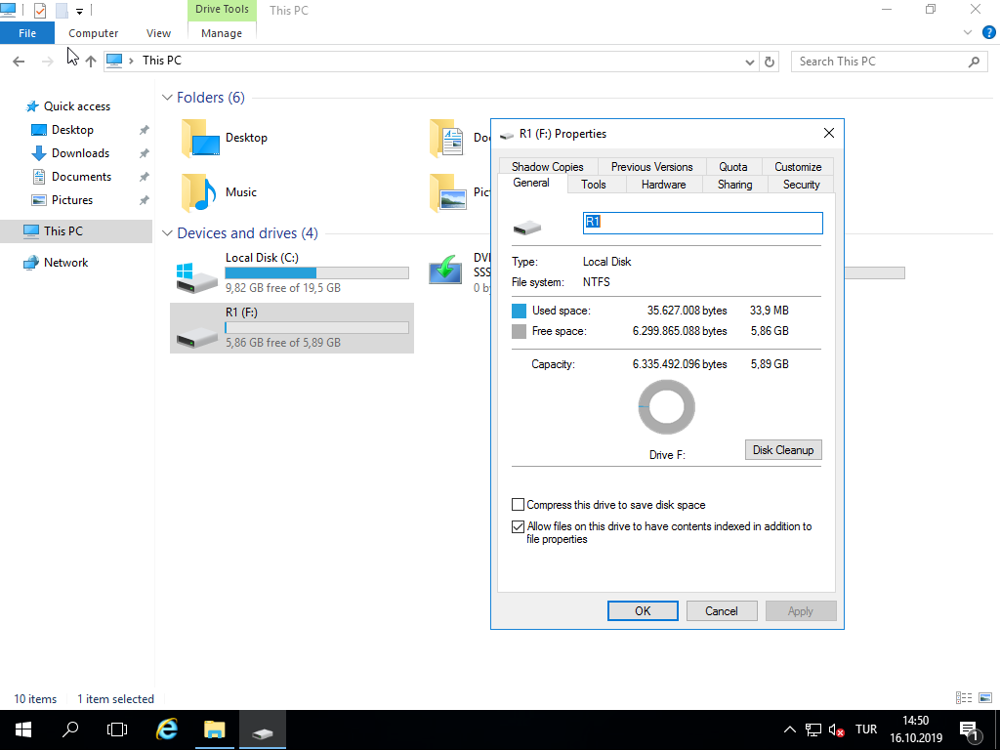 Drive Tools
This PC
File
Computer
View
Manage
This PC
Search This PC
Quick access
Desktop
Downloads
Documents
Pictures
This PC
Network
Folders (6)
Desktop
Music
Devices and drives (4)
Local Disk (C:)
9,82 GB free of 19,5 GB
R1 (F:)
5,86 GB free of 5,89 GB
R1 (F:) Properties
Shadow Copies
Previous Versions
Quota
Customize
General
Tools
Hardware
Sharing
Security
R1
Type: Local Disk
File system: NTFS
Used space: 35.627.008 bytes 33,9 MB
Free space: 6.299.865.088 bytes 5,86 GB
Capacity: 6.335.492.096 bytes 5,89 GB
Drive F:
Disk Cleanup
Compress this drive to save disk space
Allow files on this drive to have contents indexed in addition to
file properties
OK
Cancel
Apply
10 items
1 item selected
TUR
14:50
16.10.2019
1